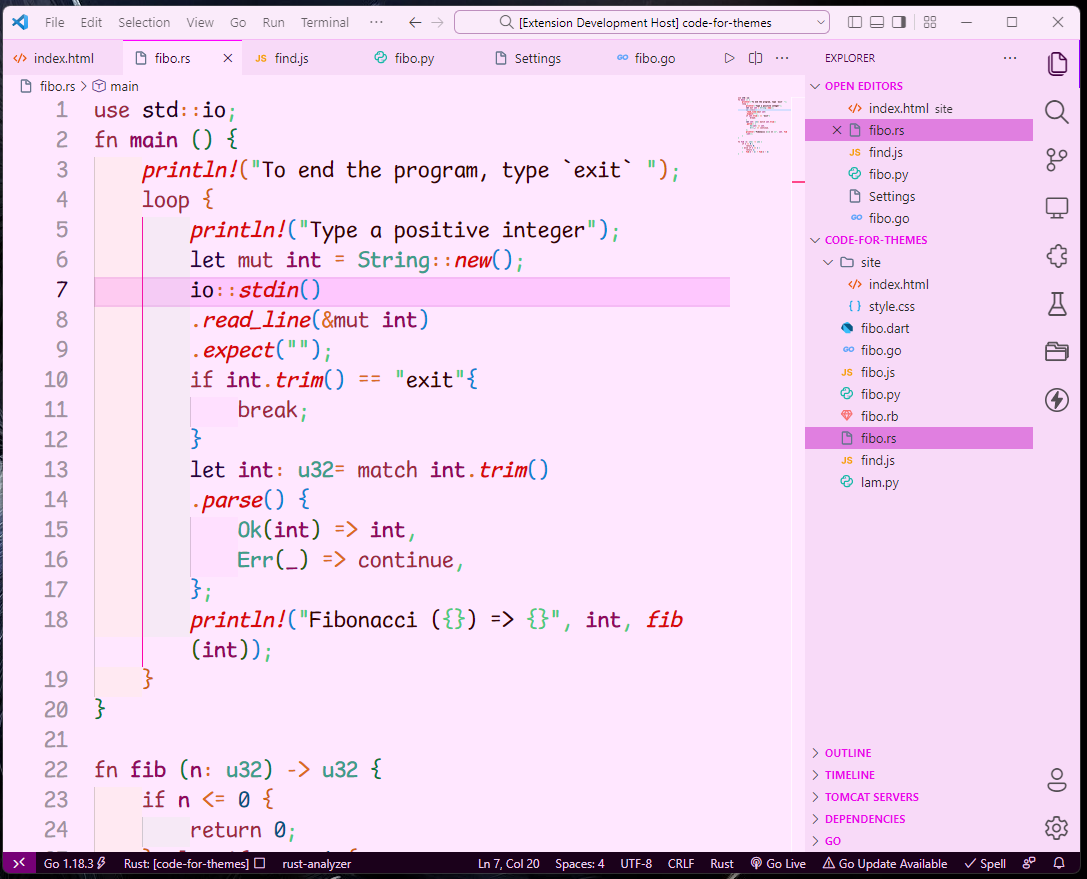 File Edit Selection View Go Run Terminal ··· [Extension Development Host] code-for-themes
index.html fibo.rs JS find.js fibo.py Settings fibo.go ···
fibo.rs > main
1 use std::io;
2 fn main () {
3 println!("To end the program, type `exit` ");
4 loop {
5 println!("Type a positive integer");
6 let mut int = String::new();
7 io::stdin()
8 .read_line(&mut int)
9 .expect("");
10 if int.trim() == "exit"{
11 break;
12 }
13 let int: u32= match int.trim()
14 .parse() {
15 Ok(int) => int,
16 Err(_) => continue,
17 };
18 println!("Fibonacci ({}) => {}", int, fib
(int));
19 }
20 }
21
22 fn fib (n: u32) -> u32 {
23 if n <= 0 {
24 return 0;
EXPLORER ···
OPEN EDITORS
index.html site
fibo.rs
JS find.js
fibo.py
Settings
GO fibo.go
CODE-FOR-THEMES
site
index.html
{ } style.css
fibo.dart
GO fibo.go
JS fibo.js
fibo.py
fibo.rb
fibo.rs
JS find.js
lam.py
OUTLINE
TIMELINE
TOMCAT SERVERS
DEPENDENCIES
GO
Go 1.18.3 Rust: [code-for-themes] rust-analyzer Ln 7, Col 20 Spaces: 4 UTF-8 CRLF Rust Go Live Go Update Available Spell